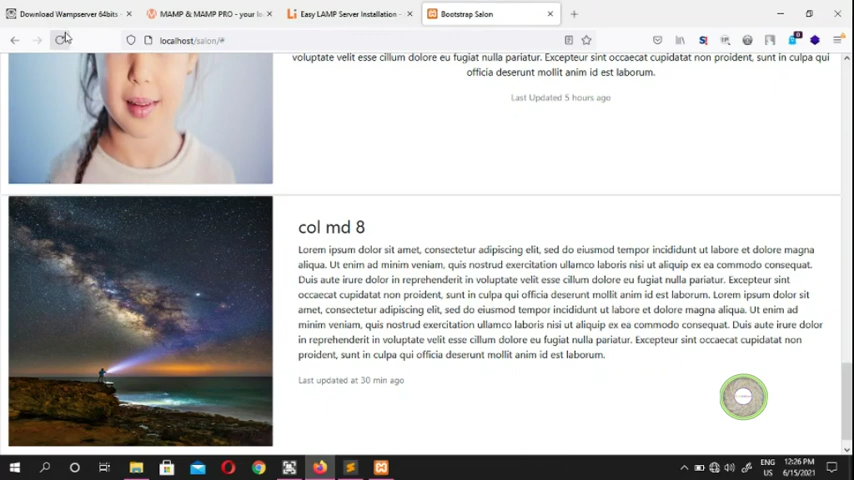 Download Wampserver 64bits -
MAMP & MAMP PRO - your lo
Easy LAMP Server Installation -
Bootstrap Salon
localhost/salon/#
voluptate velit esse cillum dolore eu fugiat nulla pariatur. Excepteur sint occaecat cupidatat non proident, sunt in culpa qui
officia deserunt mollit anim id est laborum.
Last Updated 5 hours ago
col md 8
Lorem ipsum dolor sit amet, consectetur adipiscing elit, sed do eiusmod tempor incididunt ut labore et dolore magna
aliqua. Ut enim ad minim veniam, quis nostrud exercitation ullamco laboris nisi ut aliquip ex ea commodo consequat.
Duis aute irure dolor in reprehenderit in voluptate velit esse cillum dolore eu fugiat nulla pariatur. Excepteur sint
occaecat cupidatat non proident, sunt in culpa qui officia deserunt mollit anim id est laborum. Lorem ipsum dolor sit
amet, consectetur adipiscing elit, sed do eiusmod tempor incididunt ut labore et dolore magna aliqua. Ut enim ad
minim veniam, quis nostrud exercitation ullamco laboris nisi ut aliquip ex ea commodo consequat. Duis aute irure dolor
in reprehenderit in voluptate velit esse cillum dolore eu fugiat nulla pariatur. Excepteur sint occaecat cupidatat non
proident, sunt in culpa qui officia deserunt mollit anim id est laborum.
Last updated at 30 min ago
ENG
US
12:26 PM
6/15/2021